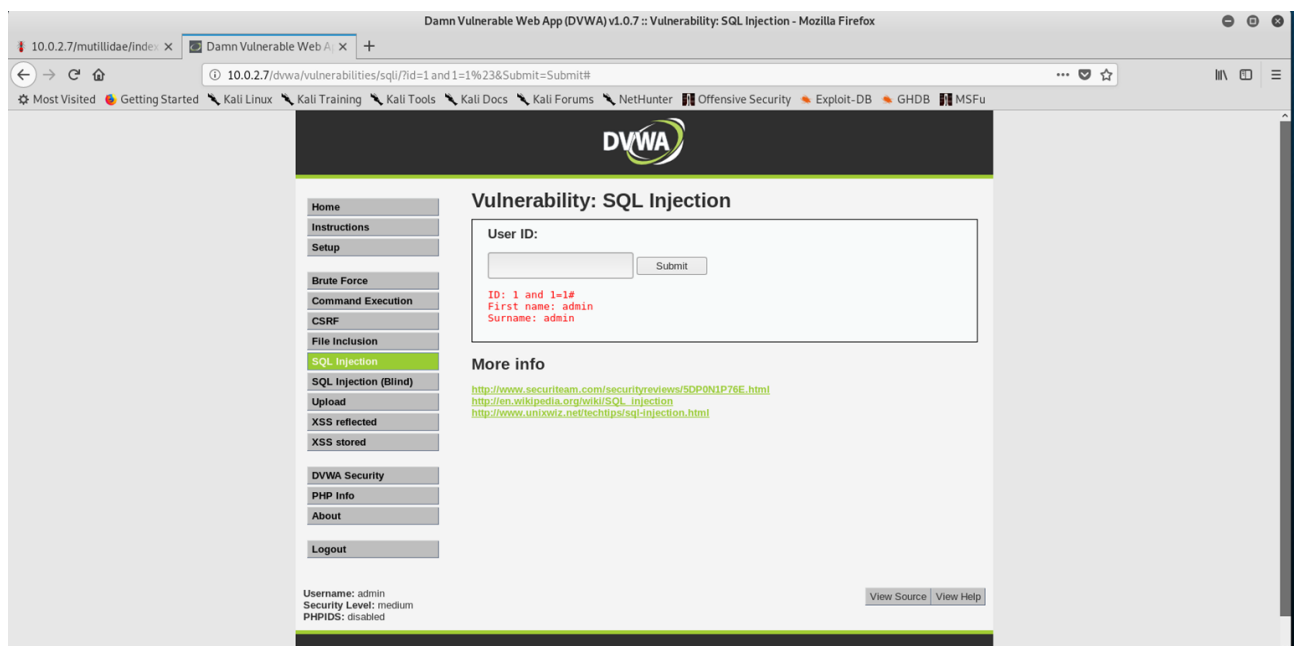 Damn Vulnerable Web App (DVWA) v1.0.7 :: Vulnerability: SQL Injection - Mozilla Firefox
10.0.2.7/mutillidae/index
Damn Vulnerable Web A
10.0.2.7/dvwa/vulnerabilities/sqli/?id=1 and 1=1%23&Submit=Submit#
Most Visited Getting Started Kali Linux Kali Training Kali Tools Kali Docs Kali Forums NetHunter Offensive Security Exploit-DB GHDB MSFu
DVWA
Home
Instructions
Setup
Brute Force
Command Execution
CSRF
File Inclusion
SQL Injection
SQL Injection (Blind)
Upload
XSS reflected
XSS stored
DVWA Security
PHP Info
About
Logout
Vulnerability: SQL Injection
User ID:
Submit
ID: 1 and 1=1#
First name: admin
Surname: admin
More info
http://www.securiteam.com/securityreviews/5DP0N1P76E.html
http://en.wikipedia.org/wiki/SQL_injection
http://www.unixwiz.net/techtips/sql-injection.html
Username: admin
Security Level: medium
PHPIDS: disabled
View Source View Help